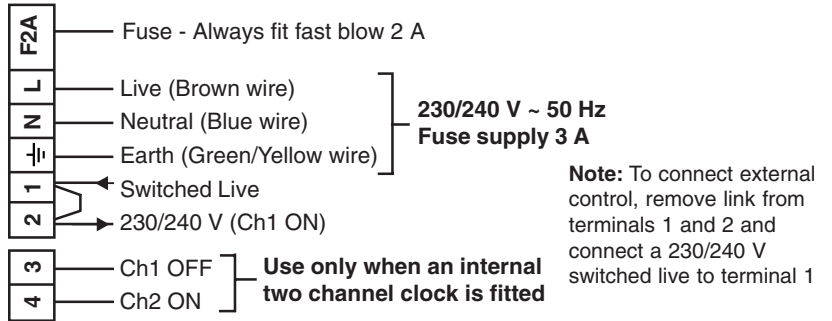 F2A Fuse - Always fit fast blow 2 A
L Live (Brown wire)
N Neutral (Blue wire)
Earth (Green/Yellow wire)
230/240 V ~ 50 Hz
Fuse supply 3 A
1 Switched Live
2 230/240 V (Ch1 ON)
3 Ch1 OFF
4 Ch2 ON
Use only when an internal
two channel clock is fitted
Note: To connect external
control, remove link from
terminals 1 and 2 and
connect a 230/240 V
switched live to terminal 1